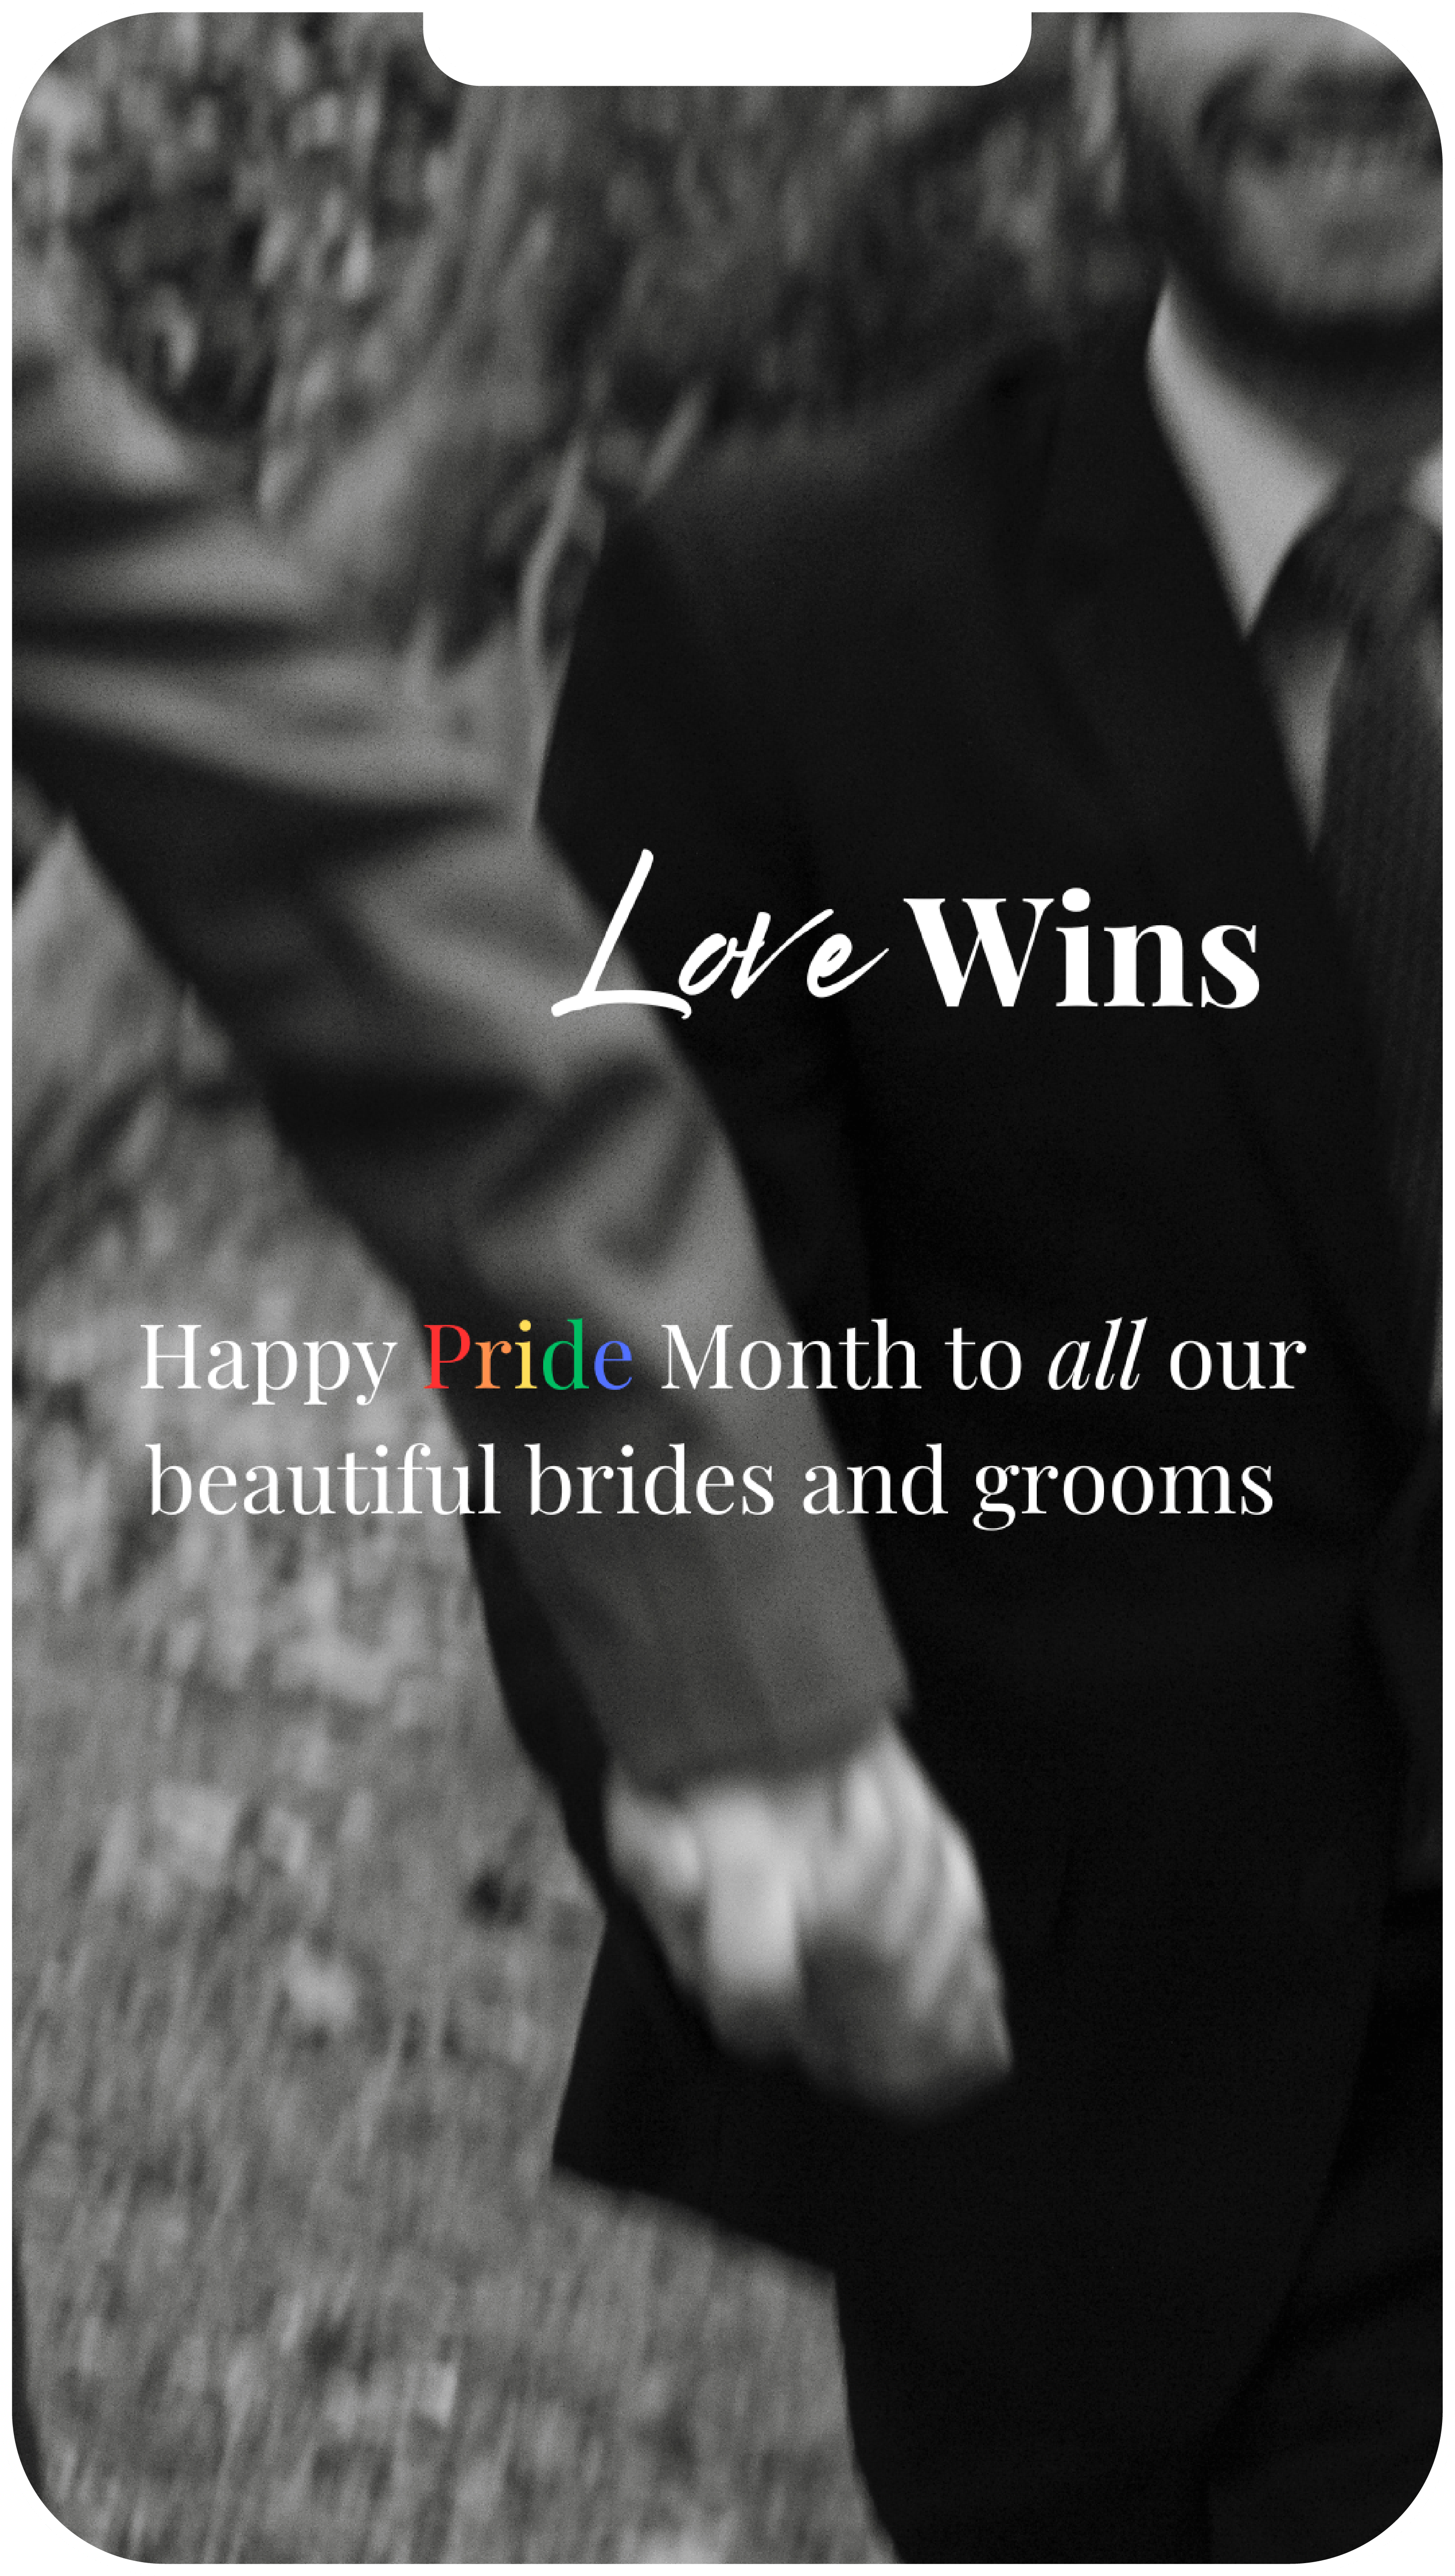 Love Wins
Happy Pride Month to all our
beautiful brides and grooms